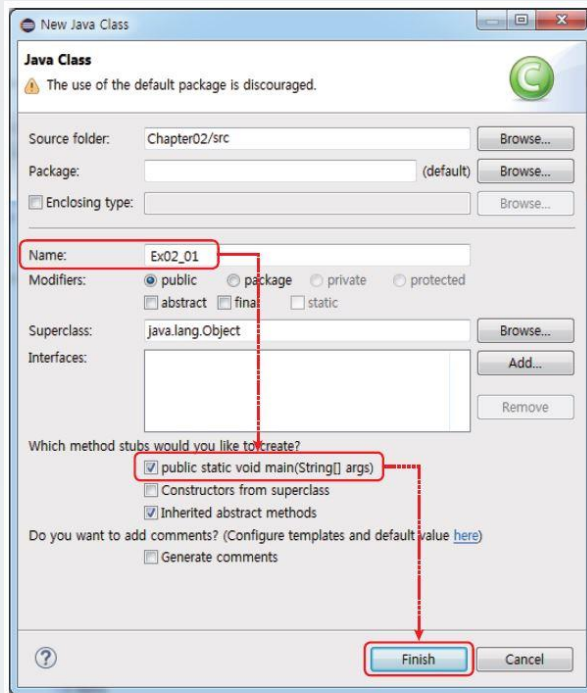 New Java Class
Java Class
The use of the default package is discouraged.
Source folder: Chapter02/src Browse...
Package: (default) Browse...
Enclosing type: Browse...
Name: Ex02_01
Modifiers: public package private protected
abstract final static
Superclass: java.lang.Object Browse...
Interfaces: Add...
Remove
Which method stubs would you like to create?
public static void main(String[] args)
Constructors from superclass
Inherited abstract methods
Do you want to add comments? (Configure templates and default value here)
Generate comments
? Finish Cancel